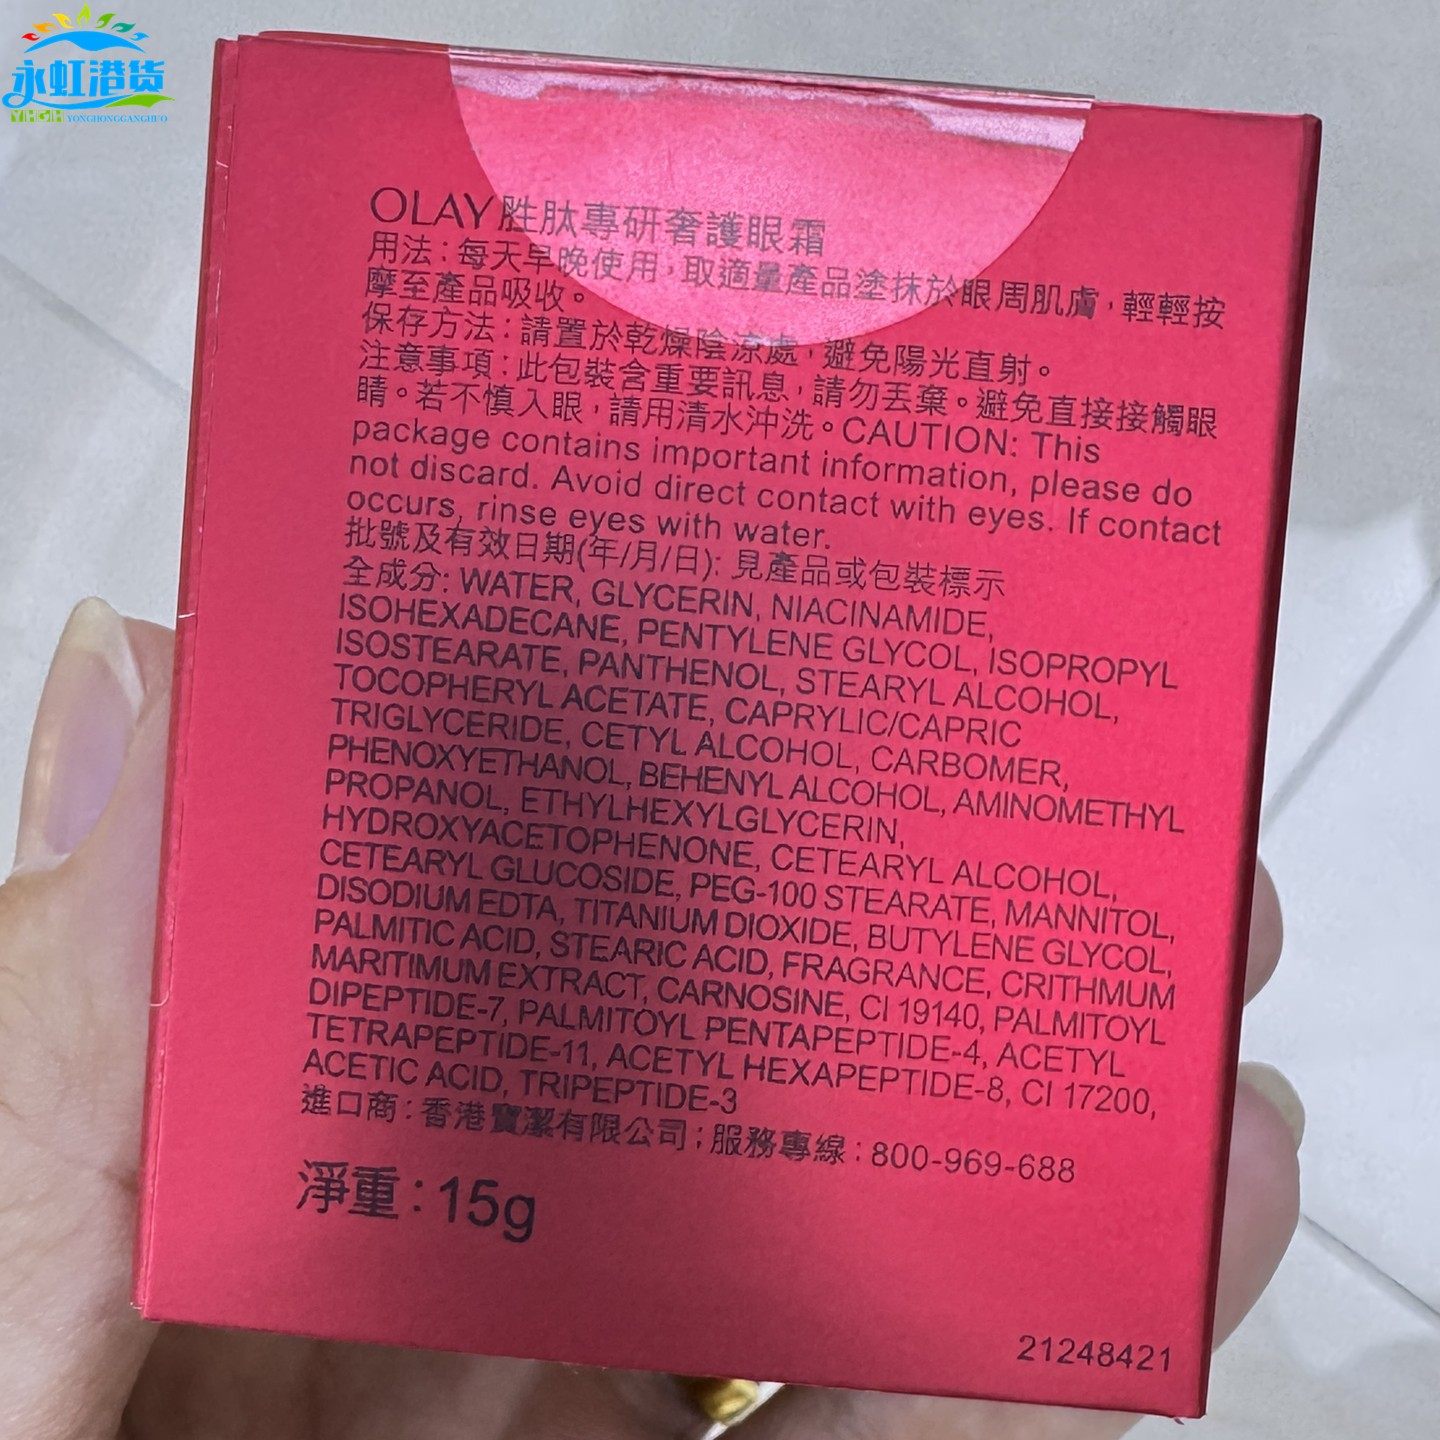 永虹港货
YHGH YONGHONGGANGHUO
OLAY胜肽專研奢護眼霜
用法：每天早晚使用，取適量產品塗抹於眼周肌膚，輕輕按
摩至產品吸收。
保存方法：請置於乾燥陰涼處，避免陽光直射。
注意事項：此包裝含重要訊息，請勿丟棄。避免直接接觸眼
睛。若不慎入眼，請用清水沖洗。CAUTION: This
package contains important information, please do
not discard. Avoid direct contact with eyes. If contact
occurs, rinse eyes with water.
批號及有效日期(年/月/日): 見產品或包裝標示
全成分: WATER, GLYCERIN, NIACINAMIDE,
ISOHEXADECANE, PENTYLENE GLYCOL, ISOPROPYL
ISOSTEARATE, PANTHENOL, STEARYL ALCOHOL,
TOCOPHERYL ACETATE, CAPRYLIC/CAPRIC
TRIGLYCERIDE, CETYL ALCOHOL, CARBOMER,
PHENOXYETHANOL, BEHENYL ALCOHOL, AMINOMETHYL
PROPANOL, ETHYLHEXYLGLYCERIN,
HYDROXYACETOPHENONE, CETEARYL ALCOHOL,
CETEARYL GLUCOSIDE, PEG-100 STEARATE, MANNITOL,
DISODIUM EDTA, TITANIUM DIOXIDE, BUTYLENE GLYCOL,
PALMITIC ACID, STEARIC ACID, FRAGRANCE, CRITHMUM
MARITIMUM EXTRACT, CARNOSINE, CI 19140, PALMITOYL
DIPEPTIDE-7, PALMITOYL PENTAPEPTIDE-4, ACETYL
TETRAPEPTIDE-11, ACETYL HEXAPEPTIDE-8, CI 17200,
ACETIC ACID, TRIPEPTIDE-3
進口商：香港寶潔有限公司；服務專線：800-969-688
淨重：15g
21248421